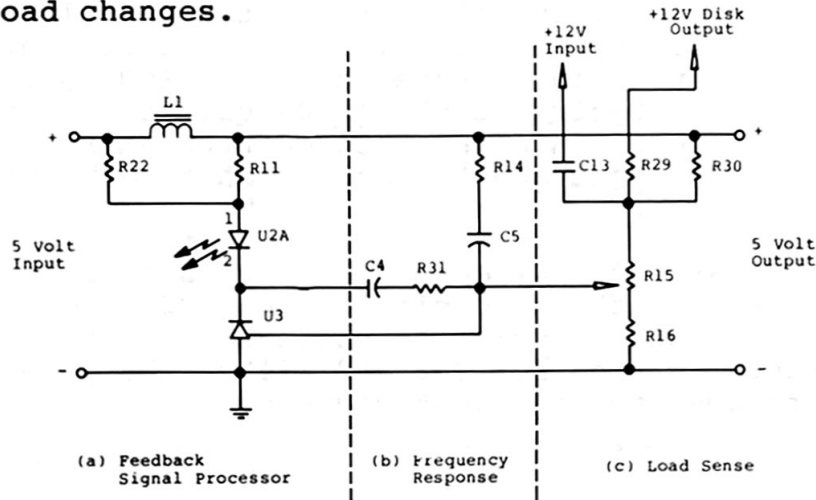 oad changes.
+12V Disk
Output
+12V
Input
L1
+
+
R22
R11
R14
C13
R29
R30
1
U2A
2
C5
5 Volt
Input
5 Volt
Output
C4
R31
R15
U3
R16
-
-
(a) Feedback
Signal Processor
(b) Frequency
Response
(c) Load Sense